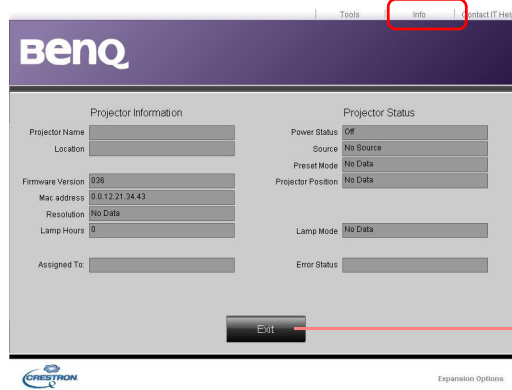 Tools Info Contact IT Hel
BenQ
Projector Information
Projector Name
Location
Firmware Version 036
Mac address 0.0.12.21.34.43
Resolution No Data
Lamp Hours 0
Assigned To:
Projector Status
Power Status Off
Source No Source
Preset Mode No Data
Projector Position No Data
Lamp Mode No Data
Error Status
Exit
CRESTRON
Expansion Options